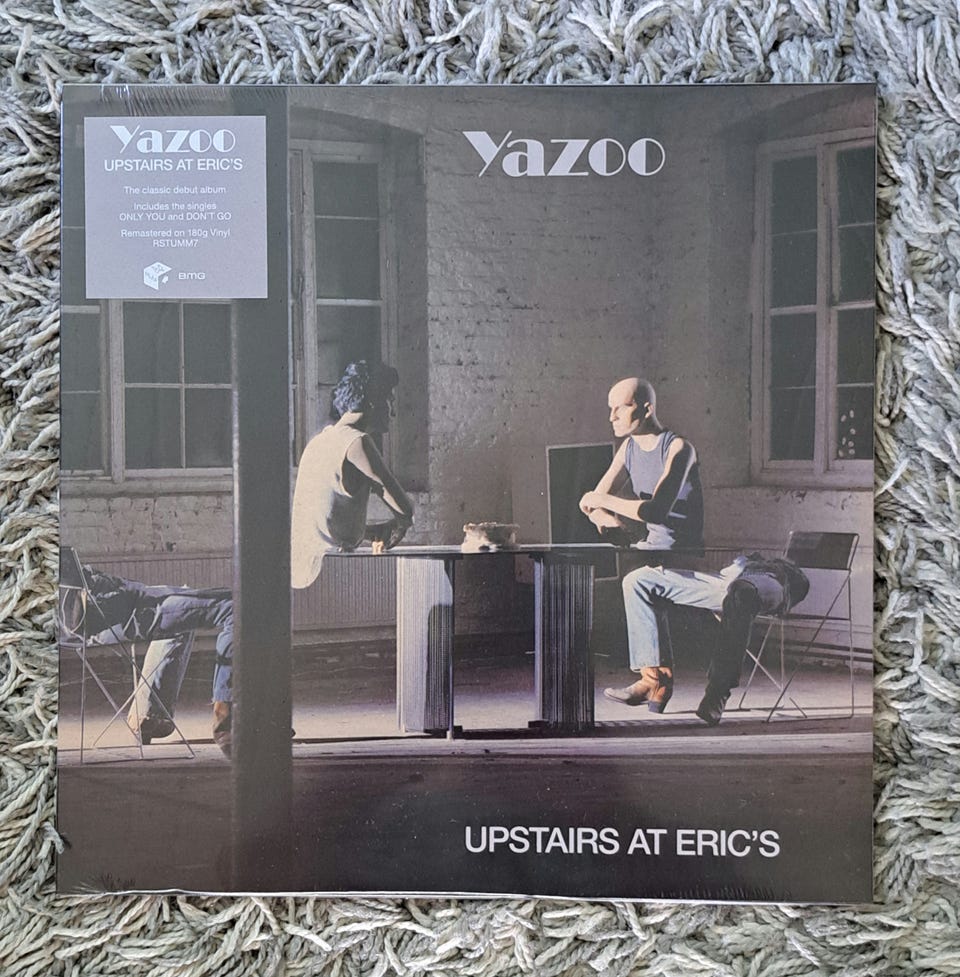 Yazoo
UPSTAIRS AT ERIC'S
The classic debut album
Includes the singles
ONLY YOU and DON'T GO
Remastered on 180g Vinyl
RSTUMM7
BMG
Yazoo
UPSTAIRS AT ERIC'S